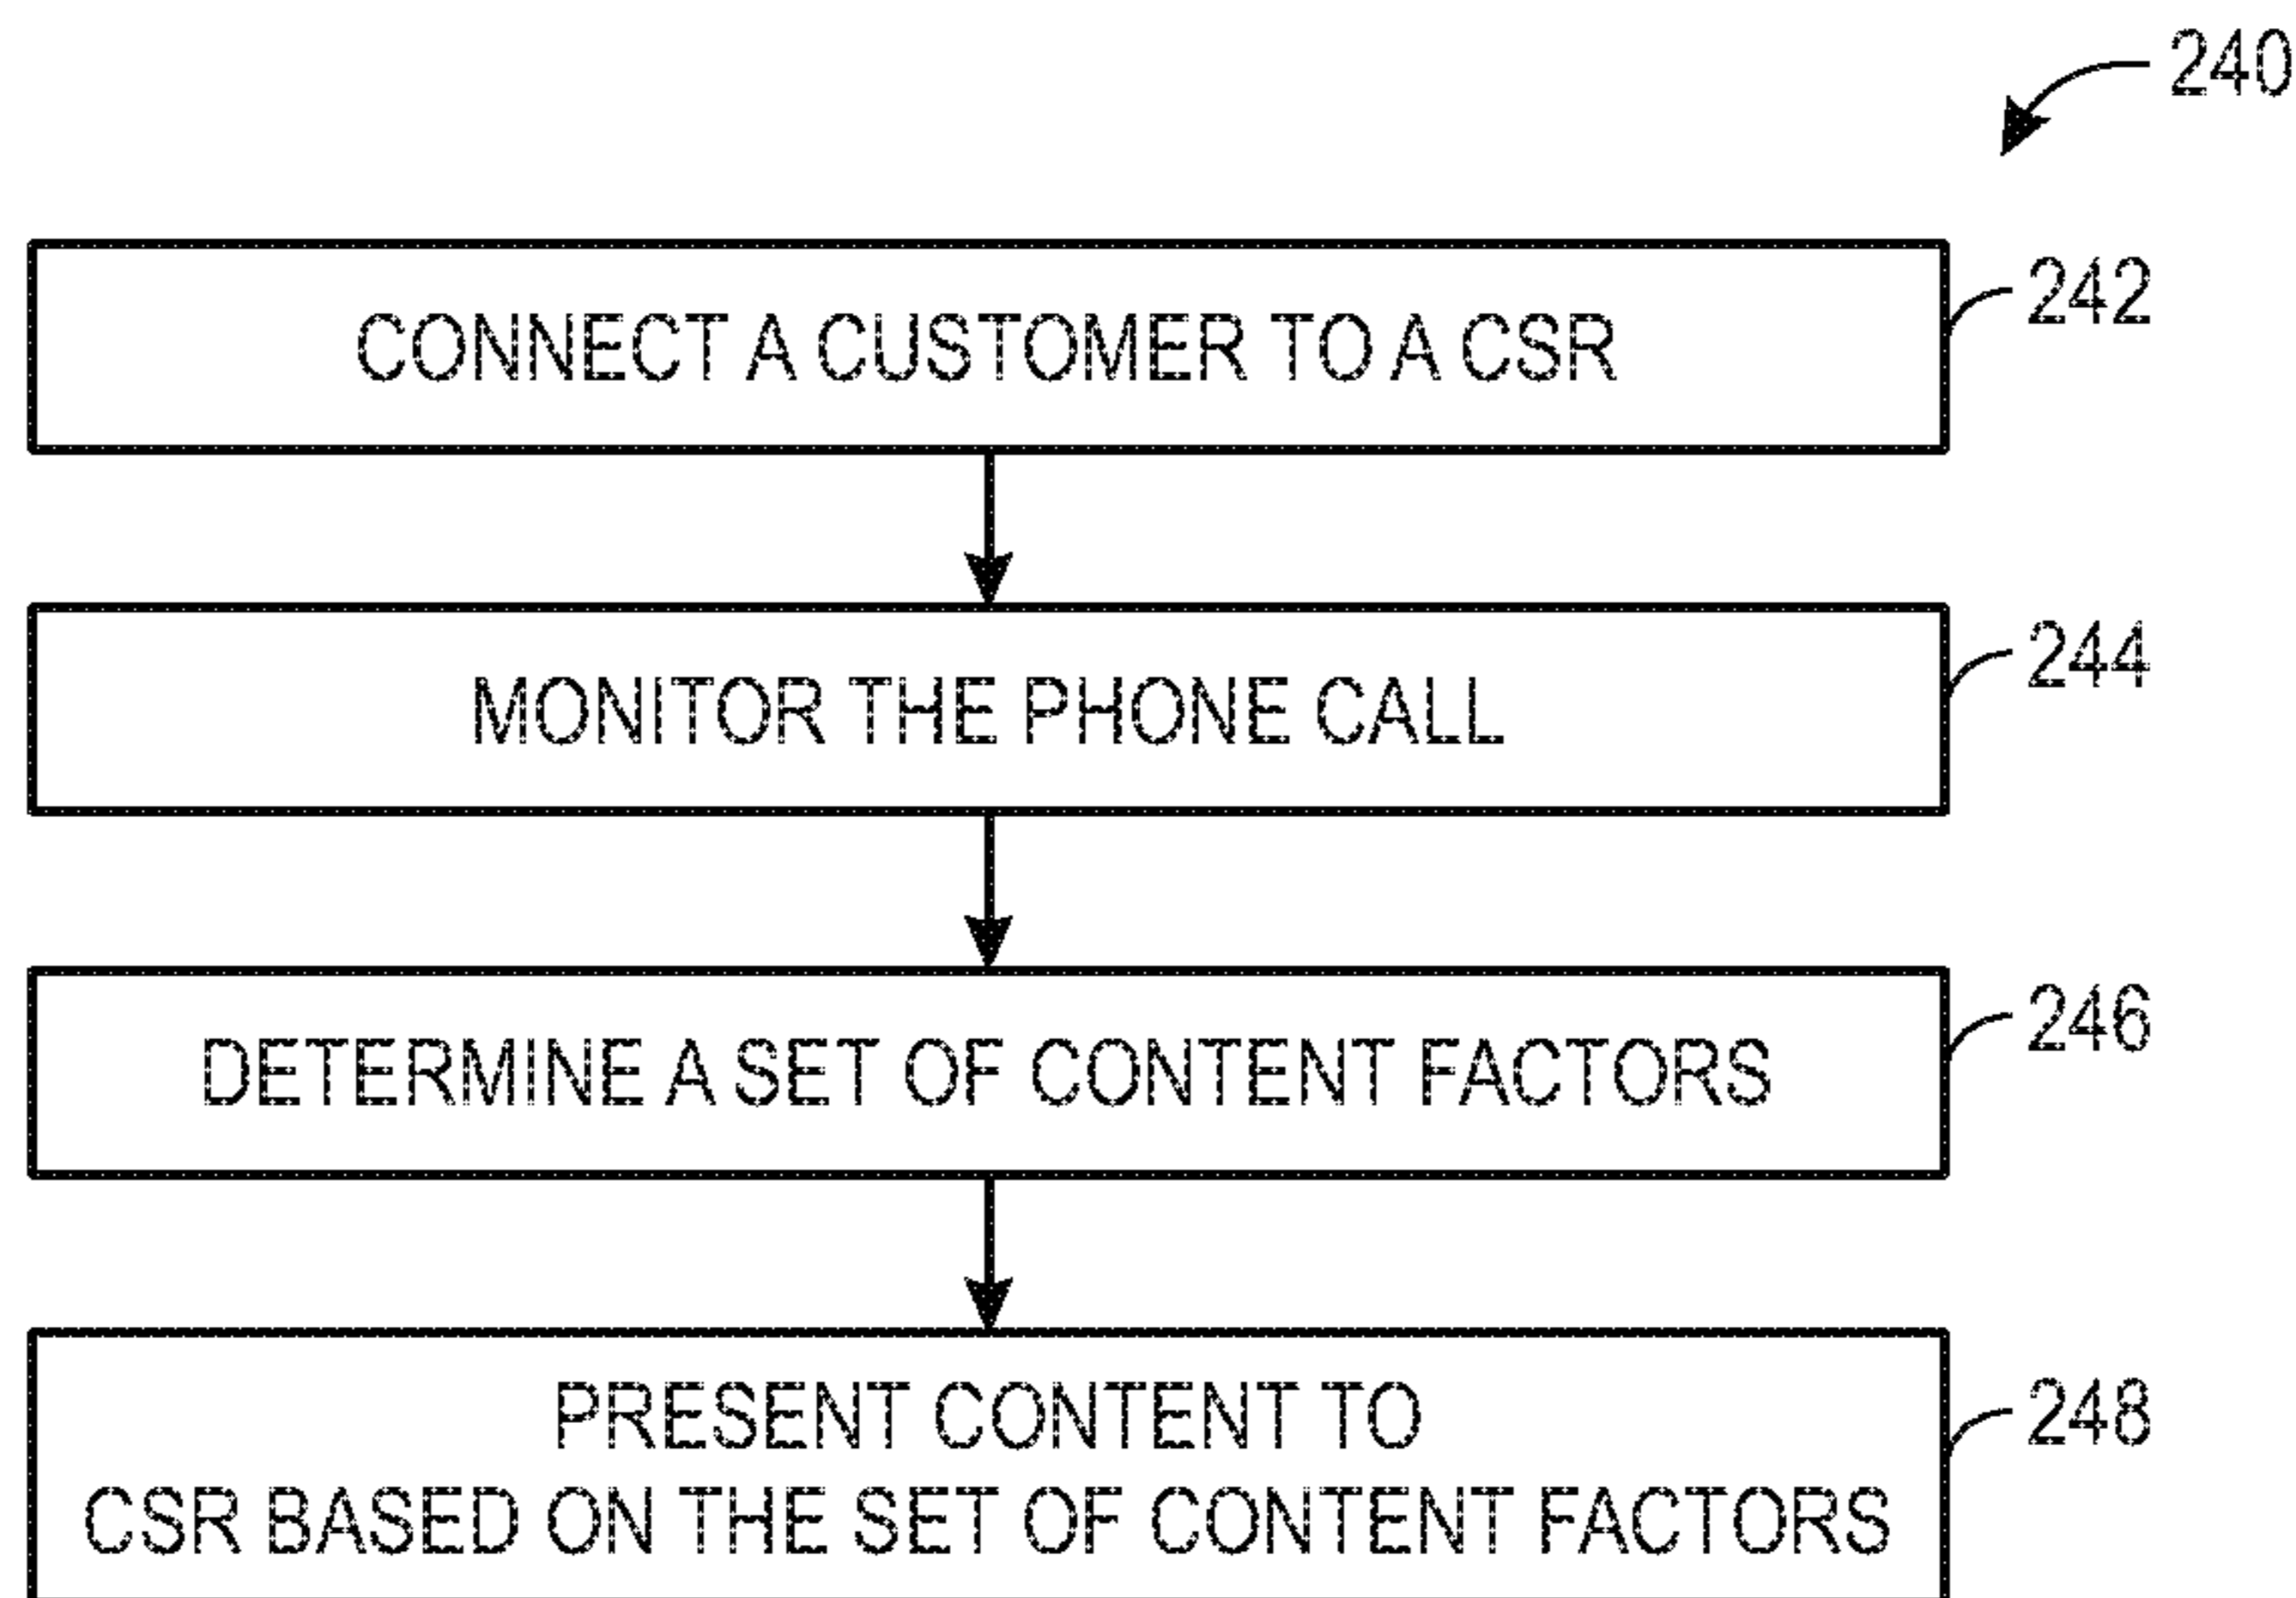 240
CONNECT A CUSTOMER TO A CSR
242
MONITOR THE PHONE CALL
244
DETERMINE A SET OF CONTENT FACTORS
246
PRESENT CONTENT TO
CSR BASED ON THE SET OF CONTENT FACTORS
248